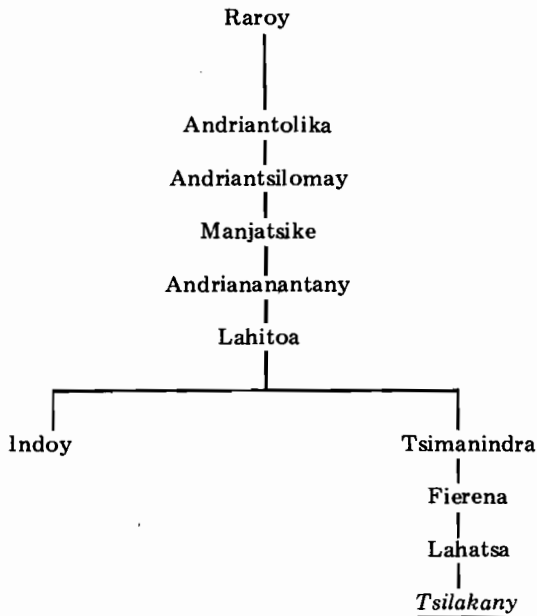 Raroy
Andriantolika
Andriantsilomay
Manjatsike
Andriananantany
Lahitoa
Indoy Tsimanindra
Fierena
Lahatsa
Tsilakany